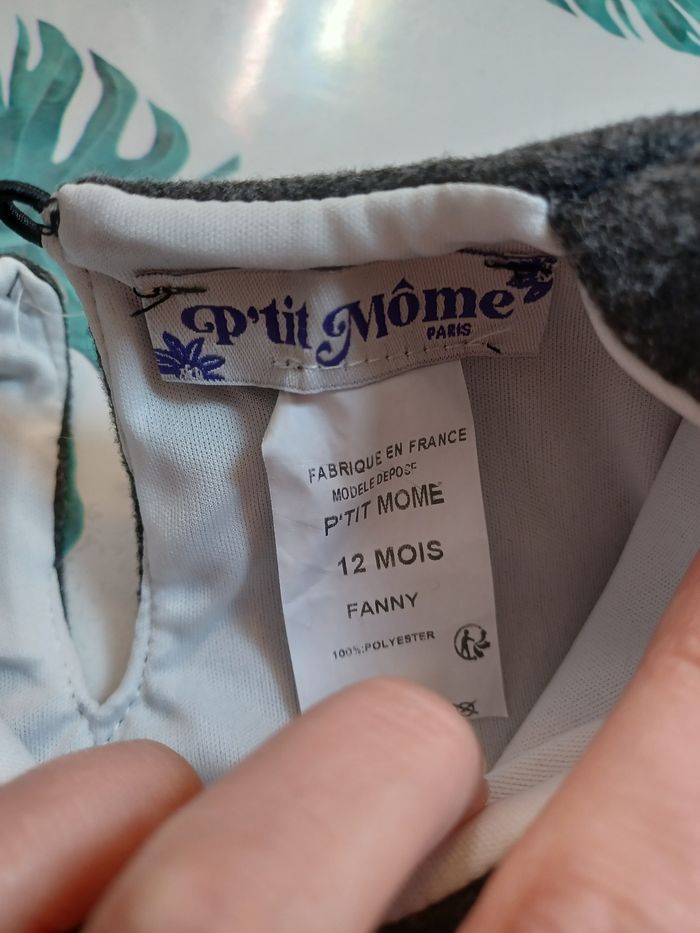 P'tit Môme
PARIS
FABRIQUE EN FRANCE
MODELE DEPOSE
P'TIT MOME
12 MOIS
FANNY
100%:POLYESTER